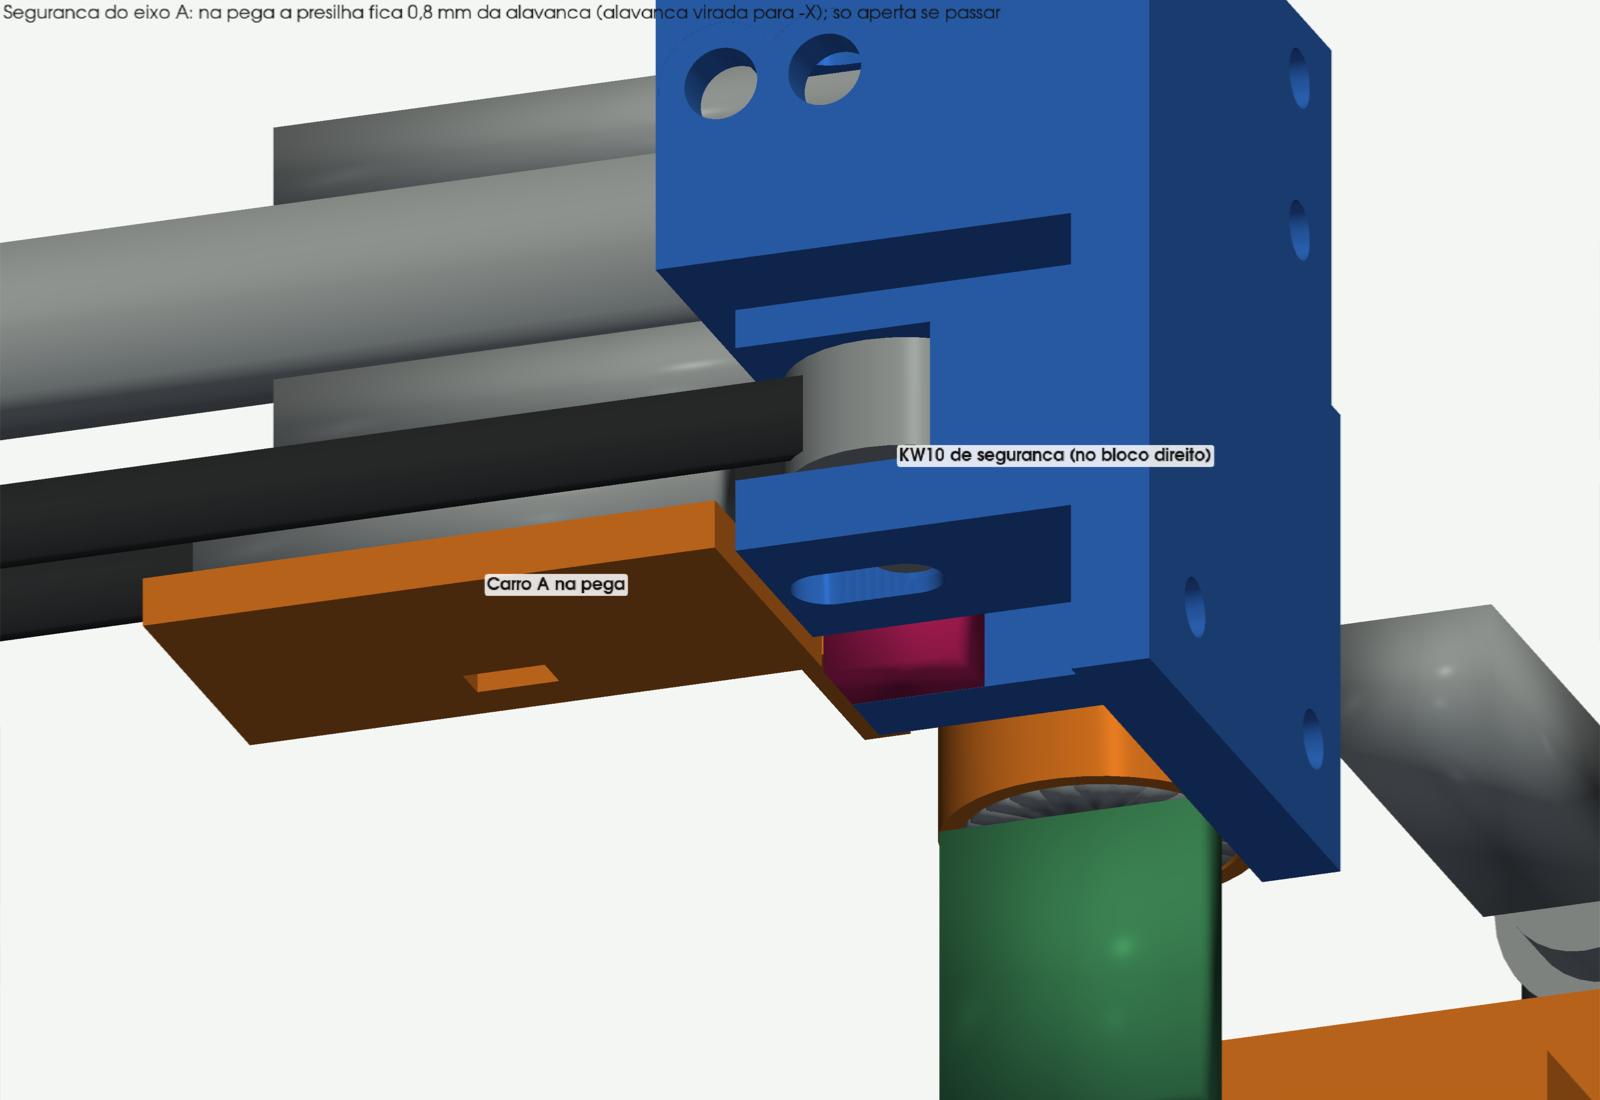 Seguranca do eixo A: na pega a presilha fica 0,8 mm da alavanca (alavanca virada para -X); so aperta se passar
KW10 de seguranca (no bloco direito)
Carro A na pega